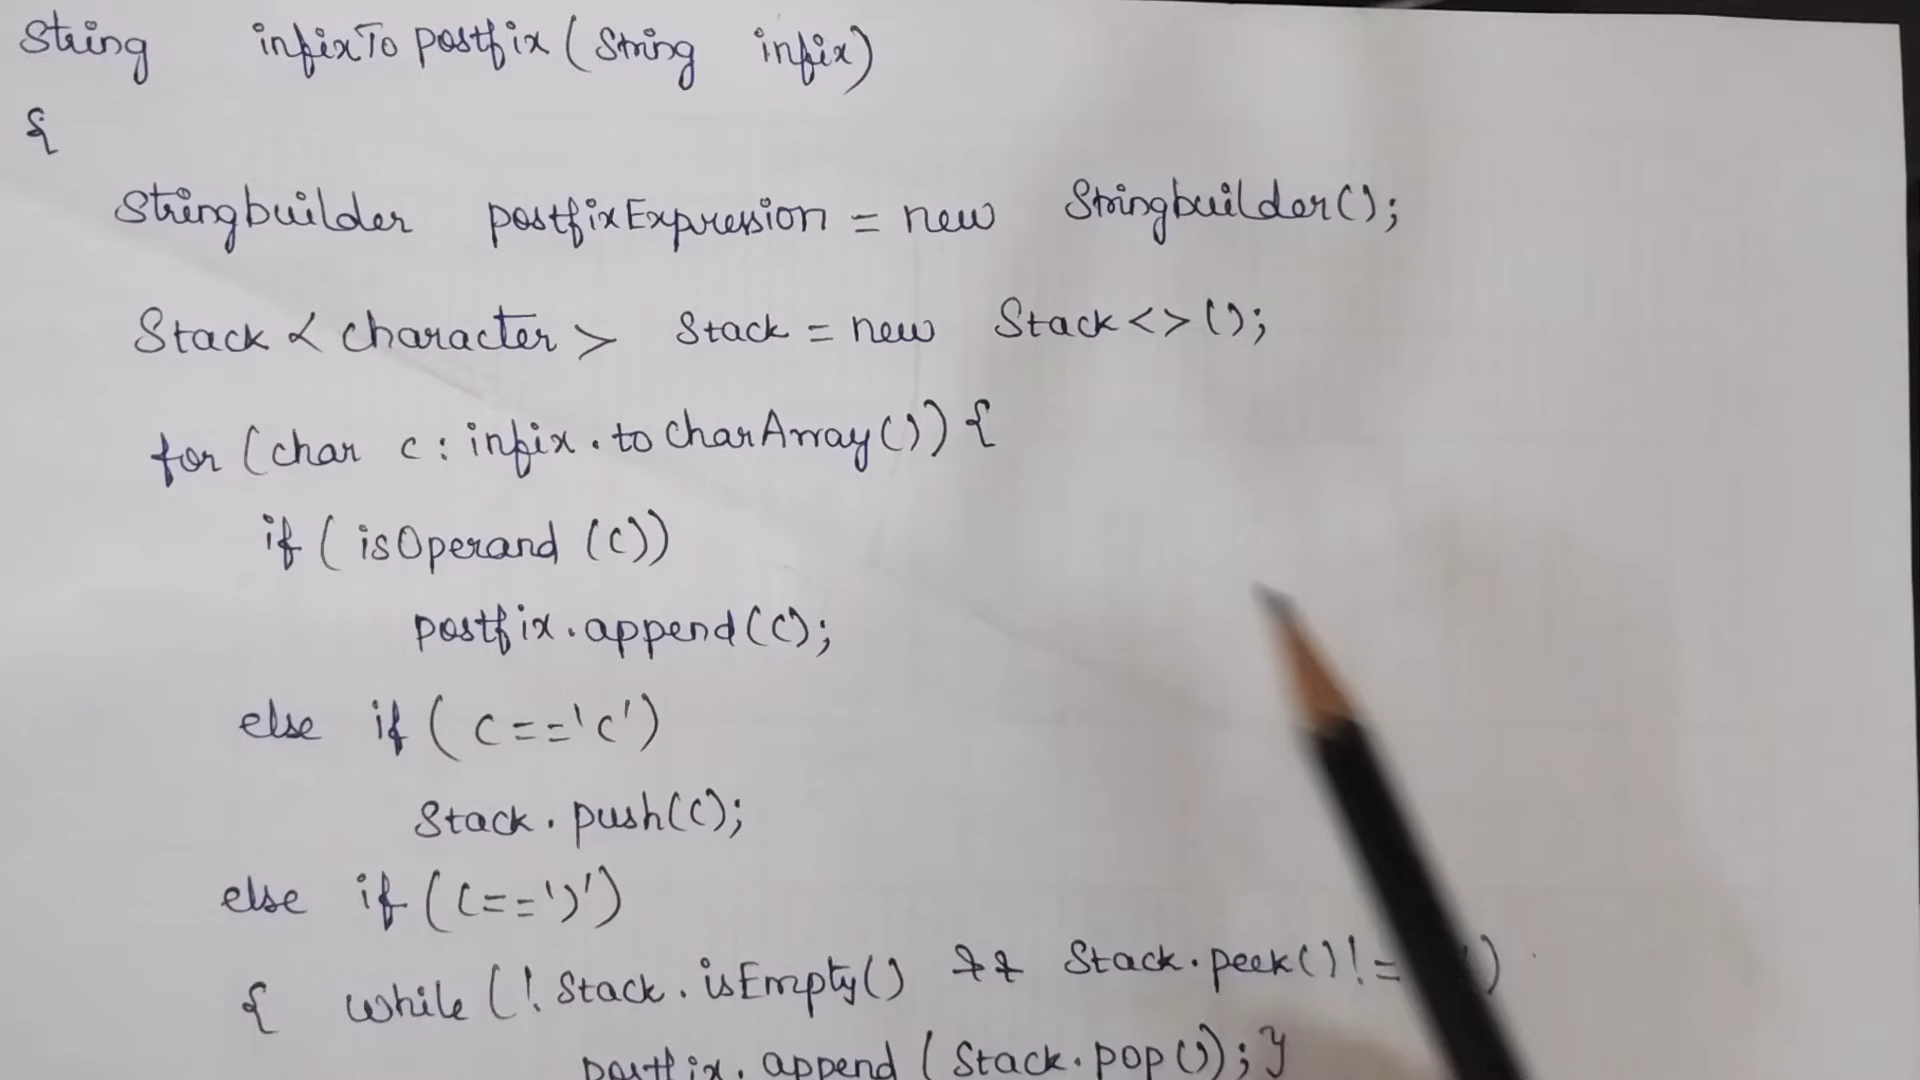 String infixTo postfix (String infix)
{
Stringbuilder postfixExpression = new Stringbuilder();
Stack < character > Stack = new Stack<>();
for (char c : infix.to charArray()) {
if ( isOperand (c))
postfix.append(c);
else if ( c=='c')
Stack.push(c);
else if (c==')')
{ while (!Stack.isEmpty() && Stack.peek()!=
postfix.append (Stack.pop()); }